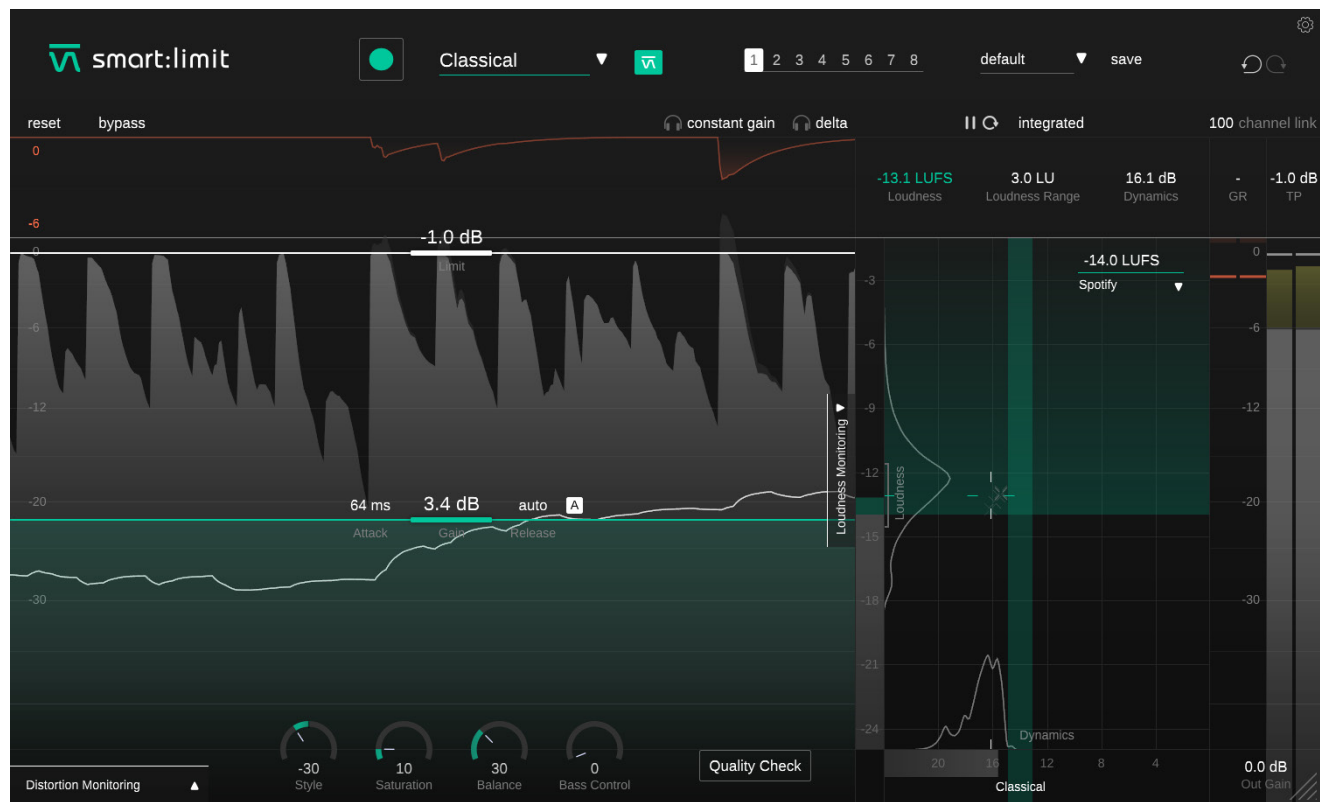 smart:limit
Classical
1 2 3 4 5 6 7 8
default
save
reset
bypass
constant gain
delta
integrated
100 channel link
0
-6
-13.1 LUFS
Loudness
3.0 LU
Loudness Range
16.1 dB
Dynamics
-
GR
-1.0 dB
TP
-1.0 dB
Limit
0
-6
-12
-20
-30
64 ms
Attack
3.4 dB
Gain
auto
Release
A
Loudness Monitoring
-14.0 LUFS
Spotify
-3
-6
-9
-12
-15
-18
-21
-24
Loudness
Dynamics
20 16 12 8 4
Classical
0
-6
-12
-20
-30
0.0 dB
Out Gain
Distortion Monitoring
-30
Style
10
Saturation
30
Balance
0
Bass Control
Quality Check